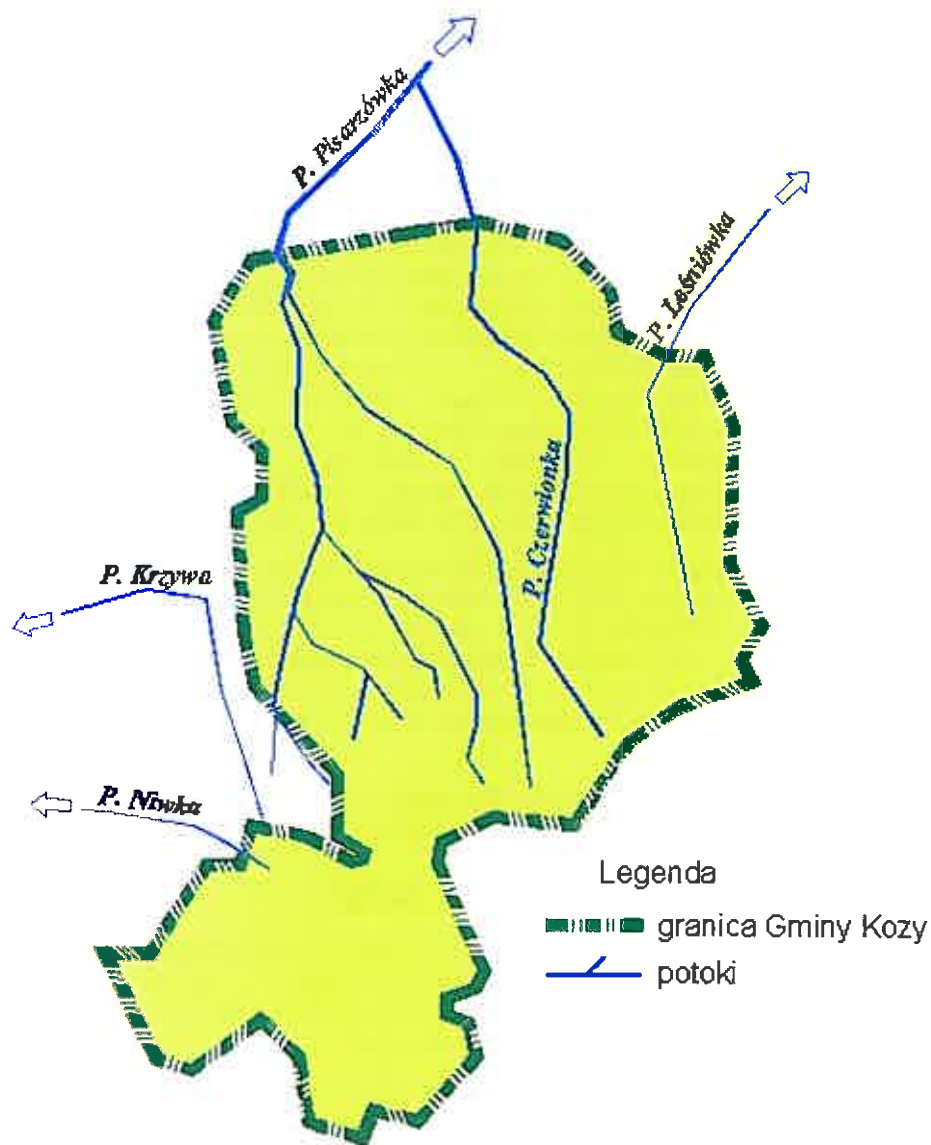 P. Pisarzówka
P. Leśniówka
P. Czerwionka
P. Krzywa
P. Niwka
Legenda
granica Gminy Kozy
potoki